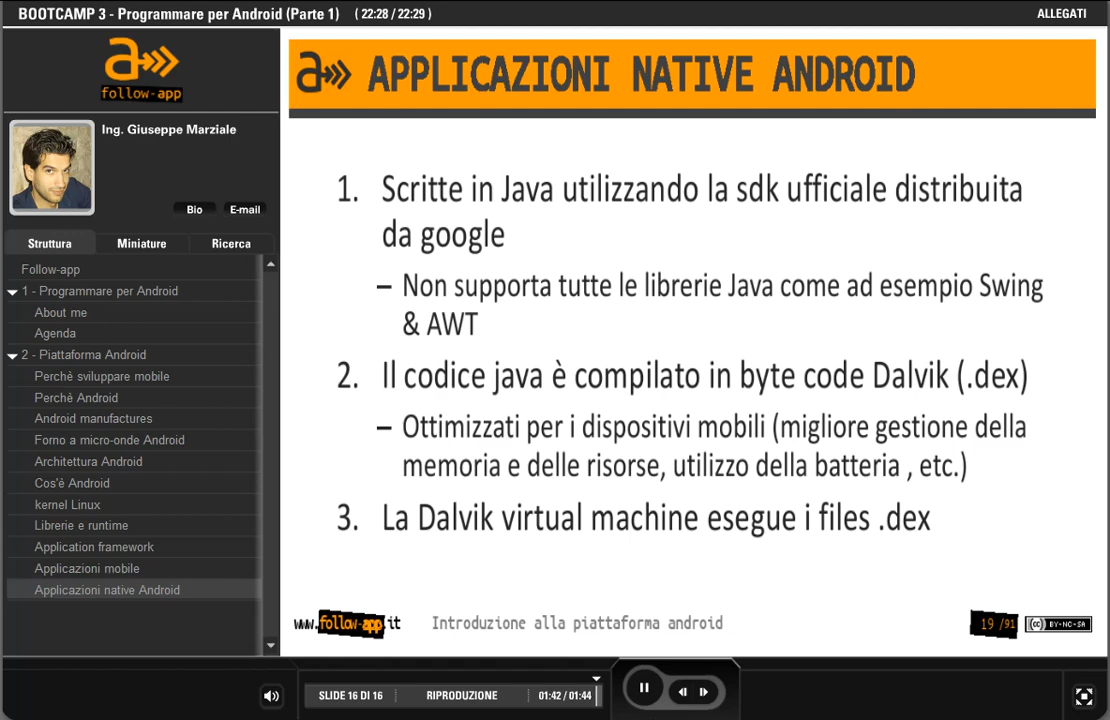 BOOTCAMP 3 - Programmare per Android (Parte 1) ( 22:28 / 22:29 )
ALLEGATI
a
follow-app
Ing. Giuseppe Marziale
Bio E-mail
Struttura Miniature Ricerca
Follow-app
1 - Programmare per Android
About me
Agenda
2 - Piattaforma Android
Perchè sviluppare mobile
Perchè Android
Android manufactures
Forno a micro-onde Android
Architettura Android
Cos'è Android
kernel Linux
Librerie e runtime
Application framework
Applicazioni mobile
Applicazioni native Android
a APPLICAZIONI NATIVE ANDROID
1. Scritte in Java utilizzando la sdk ufficiale distribuita
da google
– Non supporta tutte le librerie Java come ad esempio Swing
& AWT
2. Il codice java è compilato in byte code Dalvik (.dex)
– Ottimizzati per i dispositivi mobili (migliore gestione della
memoria e delle risorse, utilizzo della batteria , etc.)
3. La Dalvik virtual machine esegue i files .dex
www.follow-app.it Introduzione alla piattaforma android 19 /91 (cc) BY-NC-SA
SLIDE 16 DI 16 RIPRODUZIONE 01:42 / 01:44